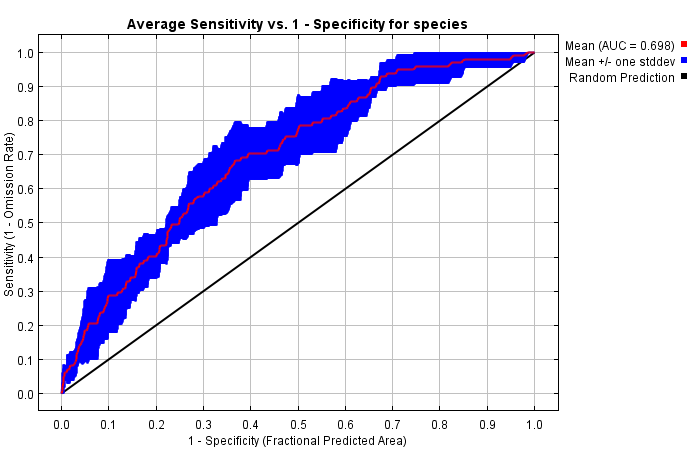 Average Sensitivity vs. 1 - Specificity for species
Mean (AUC = 0.698)
Mean +/- one stddev
Random Prediction
Sensitivity (1 - Omission Rate)
1.0
0.9
0.8
0.7
0.6
0.5
0.4
0.3
0.2
0.1
0.0
0.0 0.1 0.2 0.3 0.4 0.5 0.6 0.7 0.8 0.9 1.0
1 - Specificity (Fractional Predicted Area)